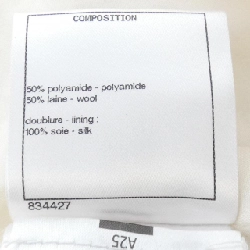 COMPOSITION
50% polyamide - polyamide
50% laine - wool
doublure - lining :
100% soie - silk
834427
A25